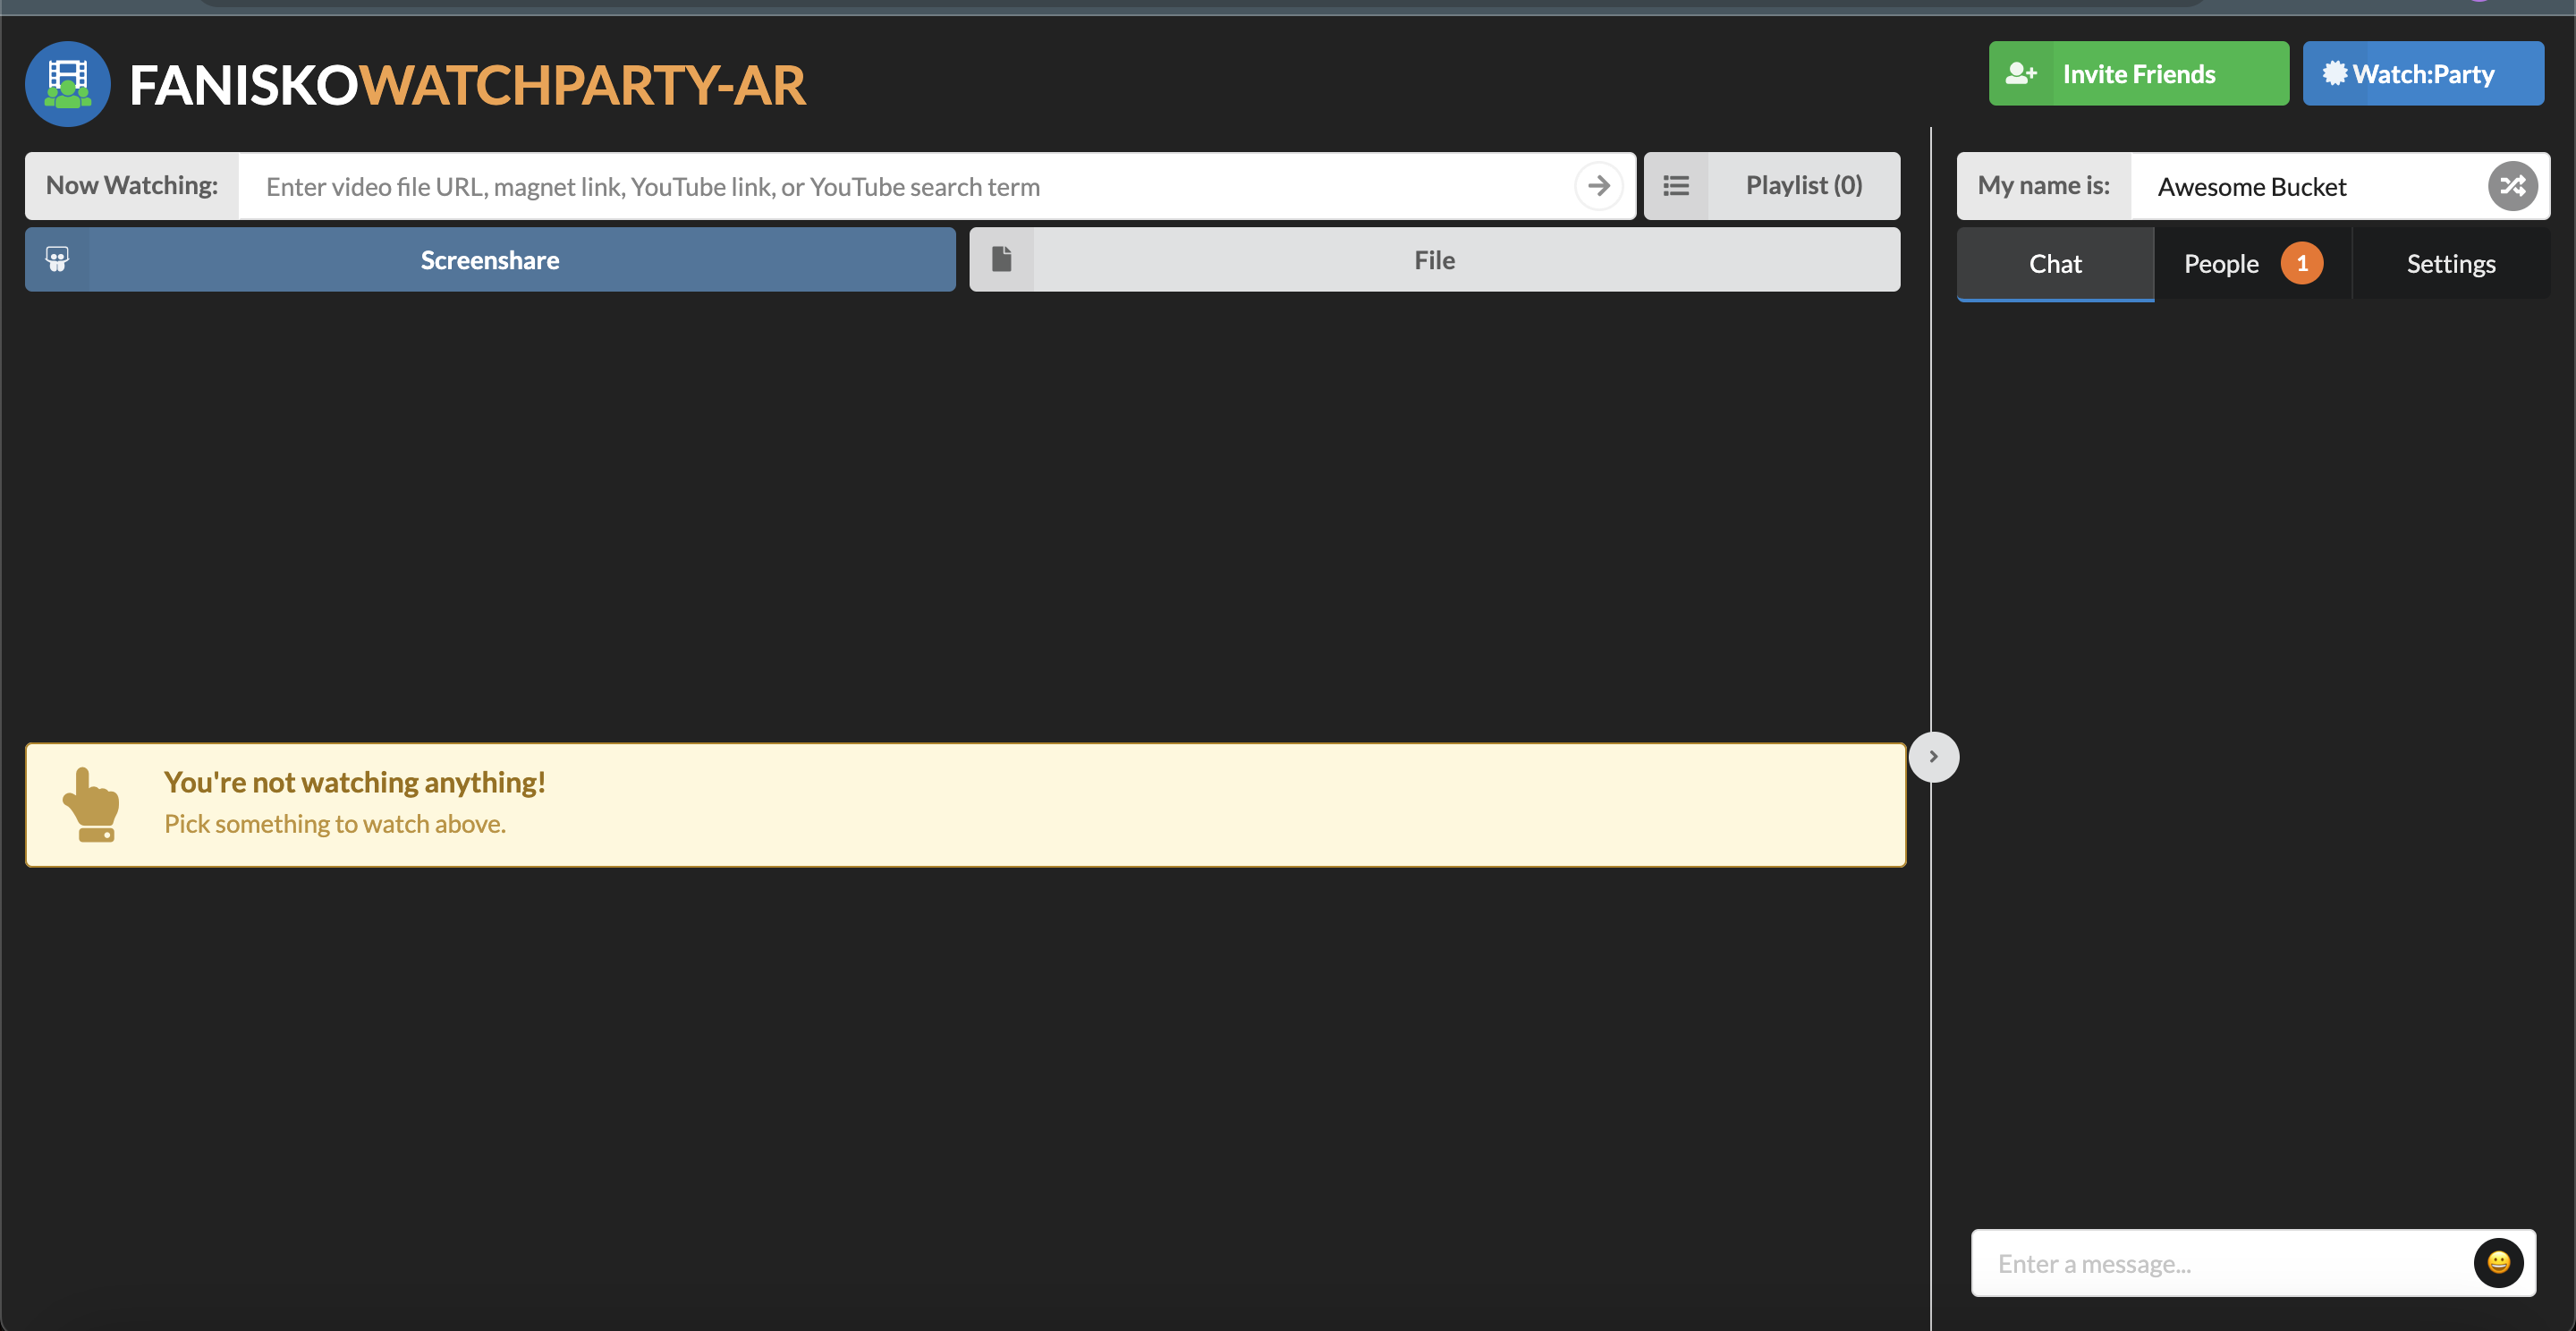 FANISKOWATCHPARTY-AR
Invite Friends
Watch:Party
Now Watching:
Enter video file URL, magnet link, YouTube link, or YouTube search term
Playlist (0)
My name is:
Awesome Bucket
Screenshare
File
Chat
People 1
Settings
You're not watching anything!
Pick something to watch above.
Enter a message...